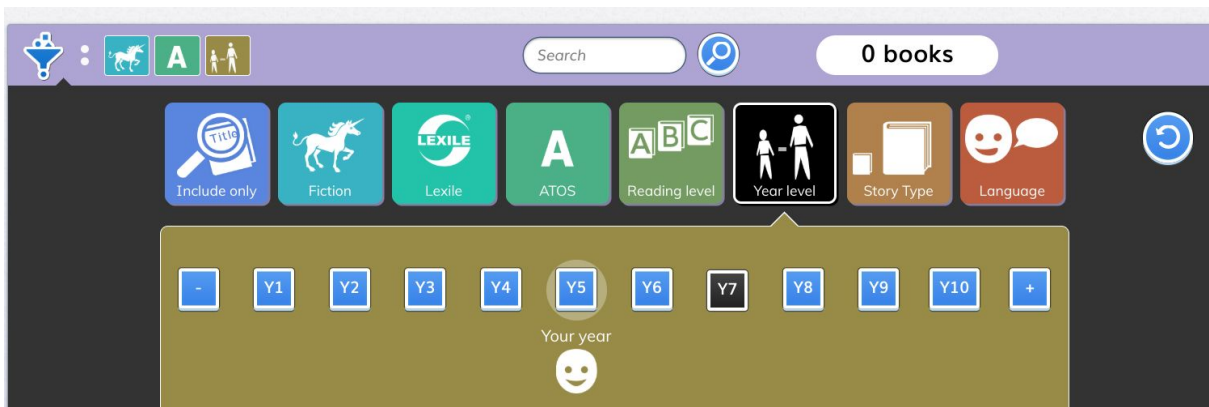 A
Search
0 books
Title
Include only
Fiction
LEXILE®
Lexile
A
ATOS
A B C
Reading level
Year level
Story Type
Language
- Y1 Y2 Y3 Y4 Y5 Y6 Y7 Y8 Y9 Y10 +
Your year